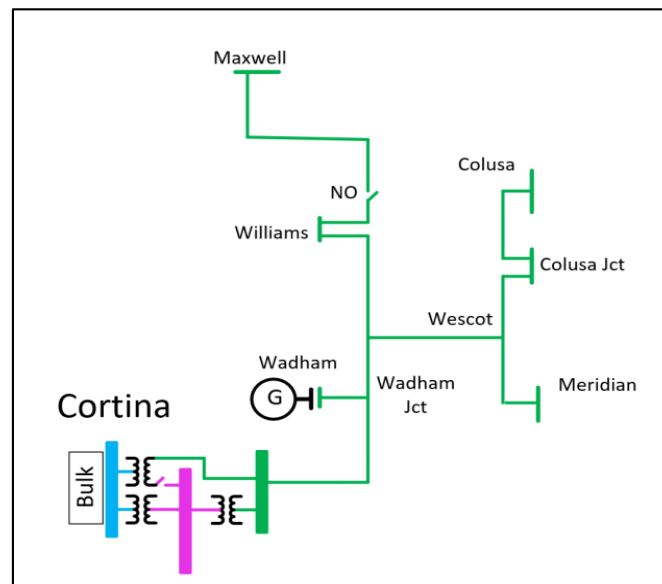 Maxwell
Colusa
NO
Williams
Colusa Jct
Wescot
Wadham
G
Wadham
Jct
Meridian
Cortina
Bulk